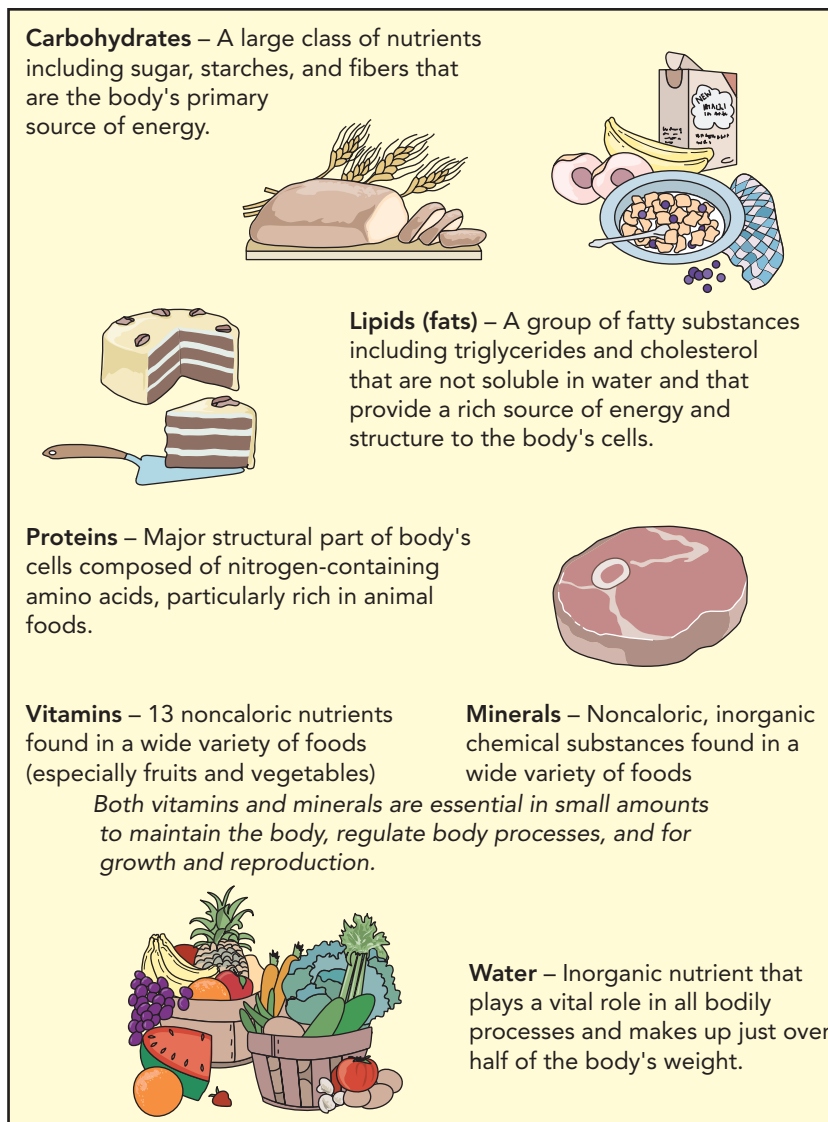 Carbohydrates – A large class of nutrients
including sugar, starches, and fibers that
are the body's primary
source of energy.
NEW
Lipids (fats) – A group of fatty substances
including triglycerides and cholesterol
that are not soluble in water and that
provide a rich source of energy and
structure to the body's cells.
Proteins – Major structural part of body's
cells composed of nitrogen-containing
amino acids, particularly rich in animal
foods.
Vitamins – 13 noncaloric nutrients
found in a wide variety of foods
(especially fruits and vegetables)
Minerals – Noncaloric, inorganic
chemical substances found in a
wide variety of foods
Both vitamins and minerals are essential in small amounts
to maintain the body, regulate body processes, and for
growth and reproduction.
Water – Inorganic nutrient that
plays a vital role in all bodily
processes and makes up just over
half of the body's weight.